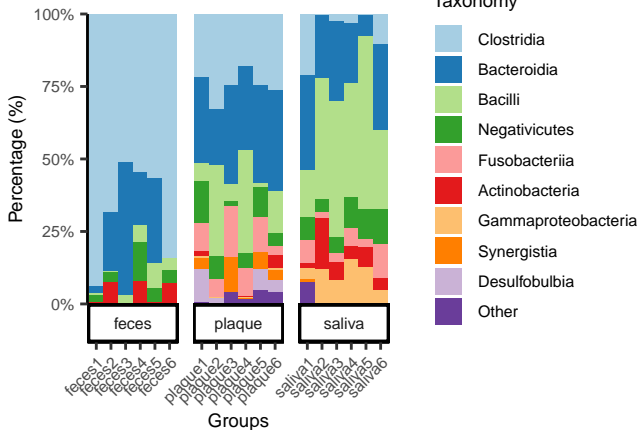 Taxonomy
100%
75%
50%
25%
0%
Percentage (%)
feces
plaque
saliva
feces1
feces2
feces3
feces4
feces5
feces6
plaque1
plaque2
plaque3
plaque4
plaque5
plaque6
saliva1
saliva2
saliva3
saliva4
saliva5
saliva6
Groups
Clostridia
Bacteroidia
Bacilli
Negativicutes
Fusobacteriia
Actinobacteria
Gammaproteobacteria
Synergistia
Desulfobulbia
Other